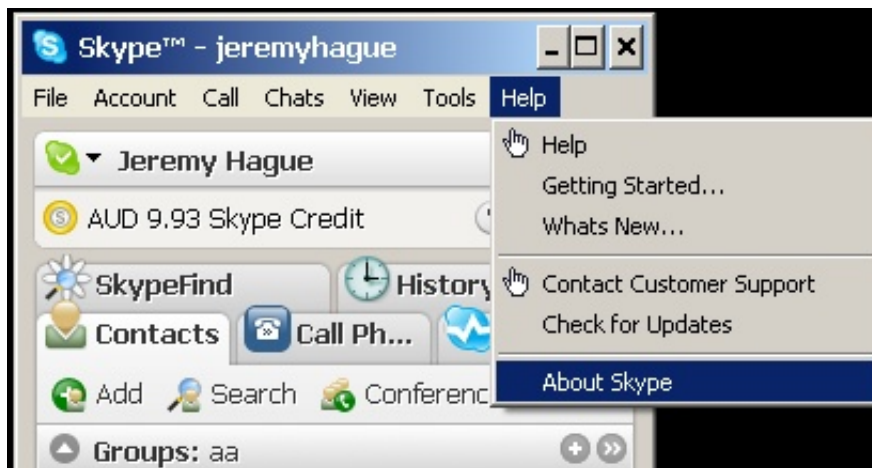 Skype™ - jeremyhague
File Account Call Chats View Tools Help
Jeremy Hague
AUD 9.93 Skype Credit
SkypeFind History
Contacts Call Ph...
Add Search Conferenc
Groups: aa
Help
Getting Started...
Whats New...
Contact Customer Support
Check for Updates
About Skype